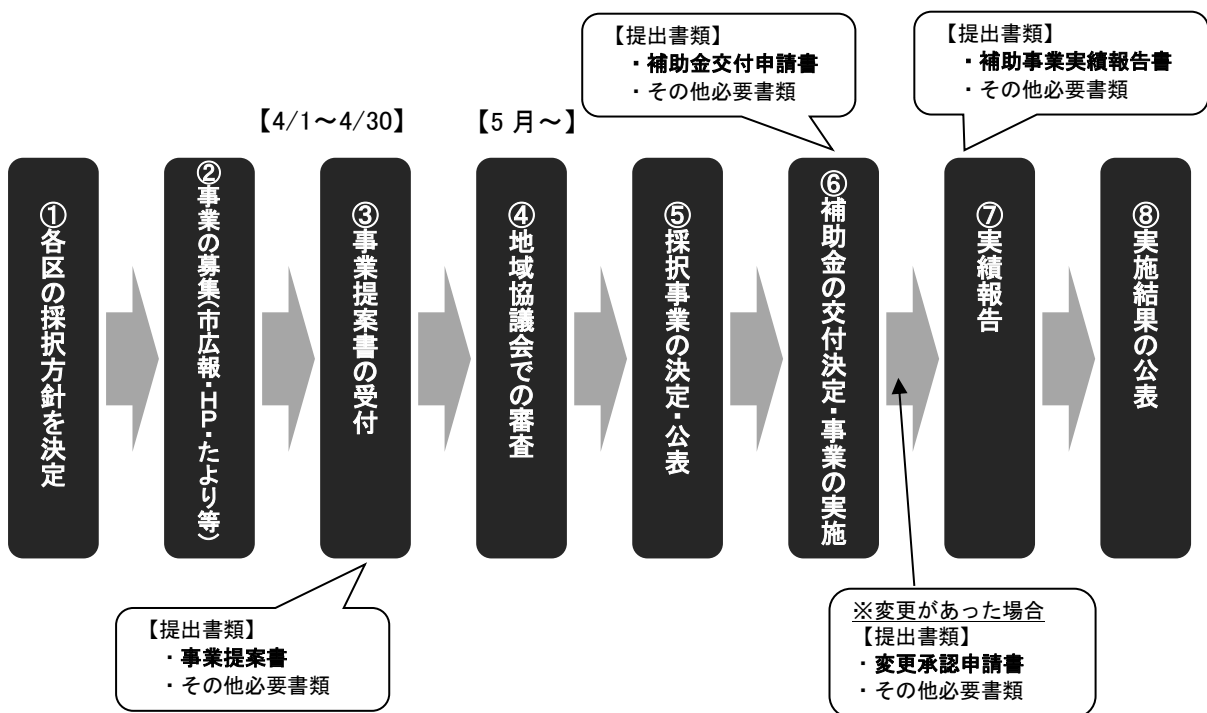 【提出書類】
・補助金交付申請書
・その他必要書類
【提出書類】
・補助事業実績報告書
・その他必要書類
【4/1～4/30】
【5月～】
①各区の採択方針を決定
②事業の募集(市広報・HP・たより等)
③事業提案書の受付
④地域協議会での審査
⑤採択事業の決定・公表
⑥補助金の交付決定・事業の実施
⑦実績報告
⑧実施結果の公表
【提出書類】
・事業提案書
・その他必要書類
※変更があった場合
【提出書類】
・変更承認申請書
・その他必要書類